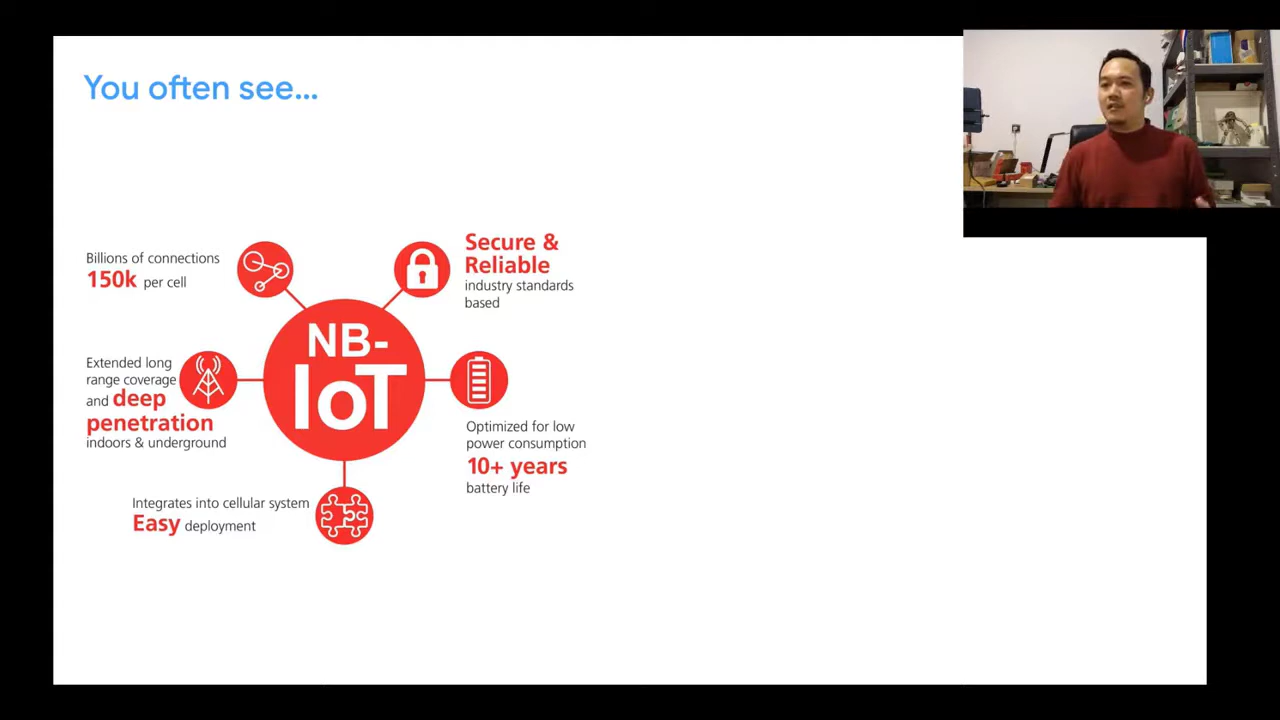 You often see...
Billions of connections
150k per cell
Secure &
Reliable
industry standards
based
NB-
IoT
Extended long
range coverage
and deep
penetration
indoors & underground
Optimized for low
power consumption
10+ years
battery life
Integrates into cellular system
Easy deployment